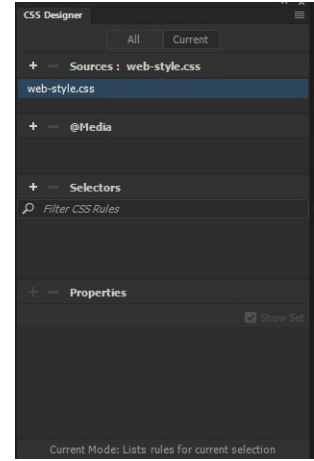 CSS Designer
All Current
+ — Sources : web-style.css
web-style.css
+ — @Media
+ — Selectors
Filter CSS Rules
+ — Properties
Show Set
Current Mode: Lists rules for current selection